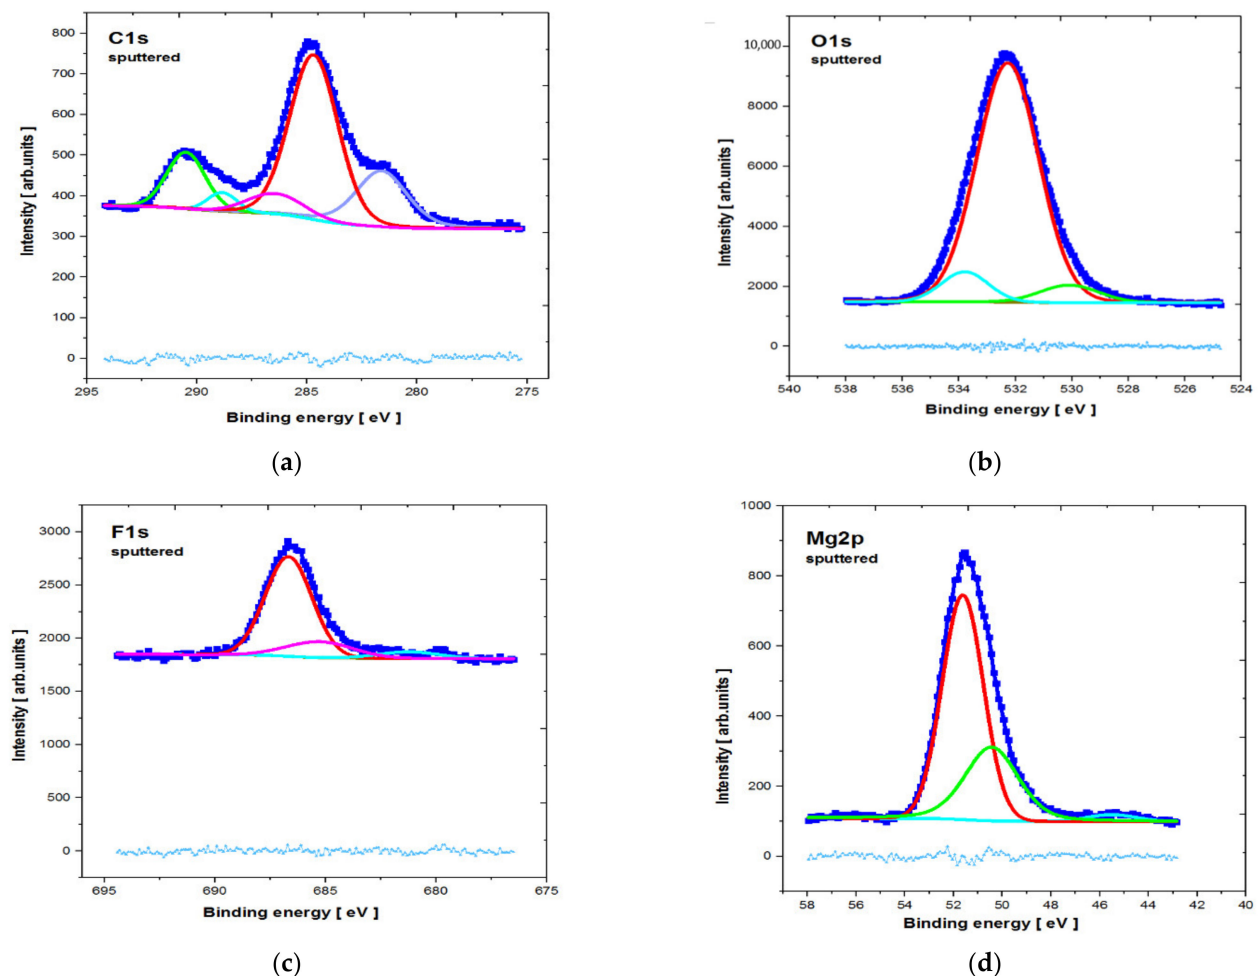 C1s
sputtered
800
700
600
500
400
300
200
100
0
295
290
285
280
275
Intensity [ arb.units ]
Binding energy [ eV ]
(a)
O1s
sputtered
10,000
8000
6000
4000
2000
0
540
538
536
534
532
530
528
526
524
Intensity [ arb.units ]
Binding energy [ eV ]
(b)
F1s
sputtered
3000
2500
2000
1500
1000
500
0
695
690
685
680
675
Intensity [ arb.units ]
Binding energy [ eV ]
(c)
Mg2p
sputtered
1000
800
600
400
200
0
58
56
54
52
50
48
46
44
42
40
Intensity [ arb.units ]
Binding energy [ eV ]
(d)